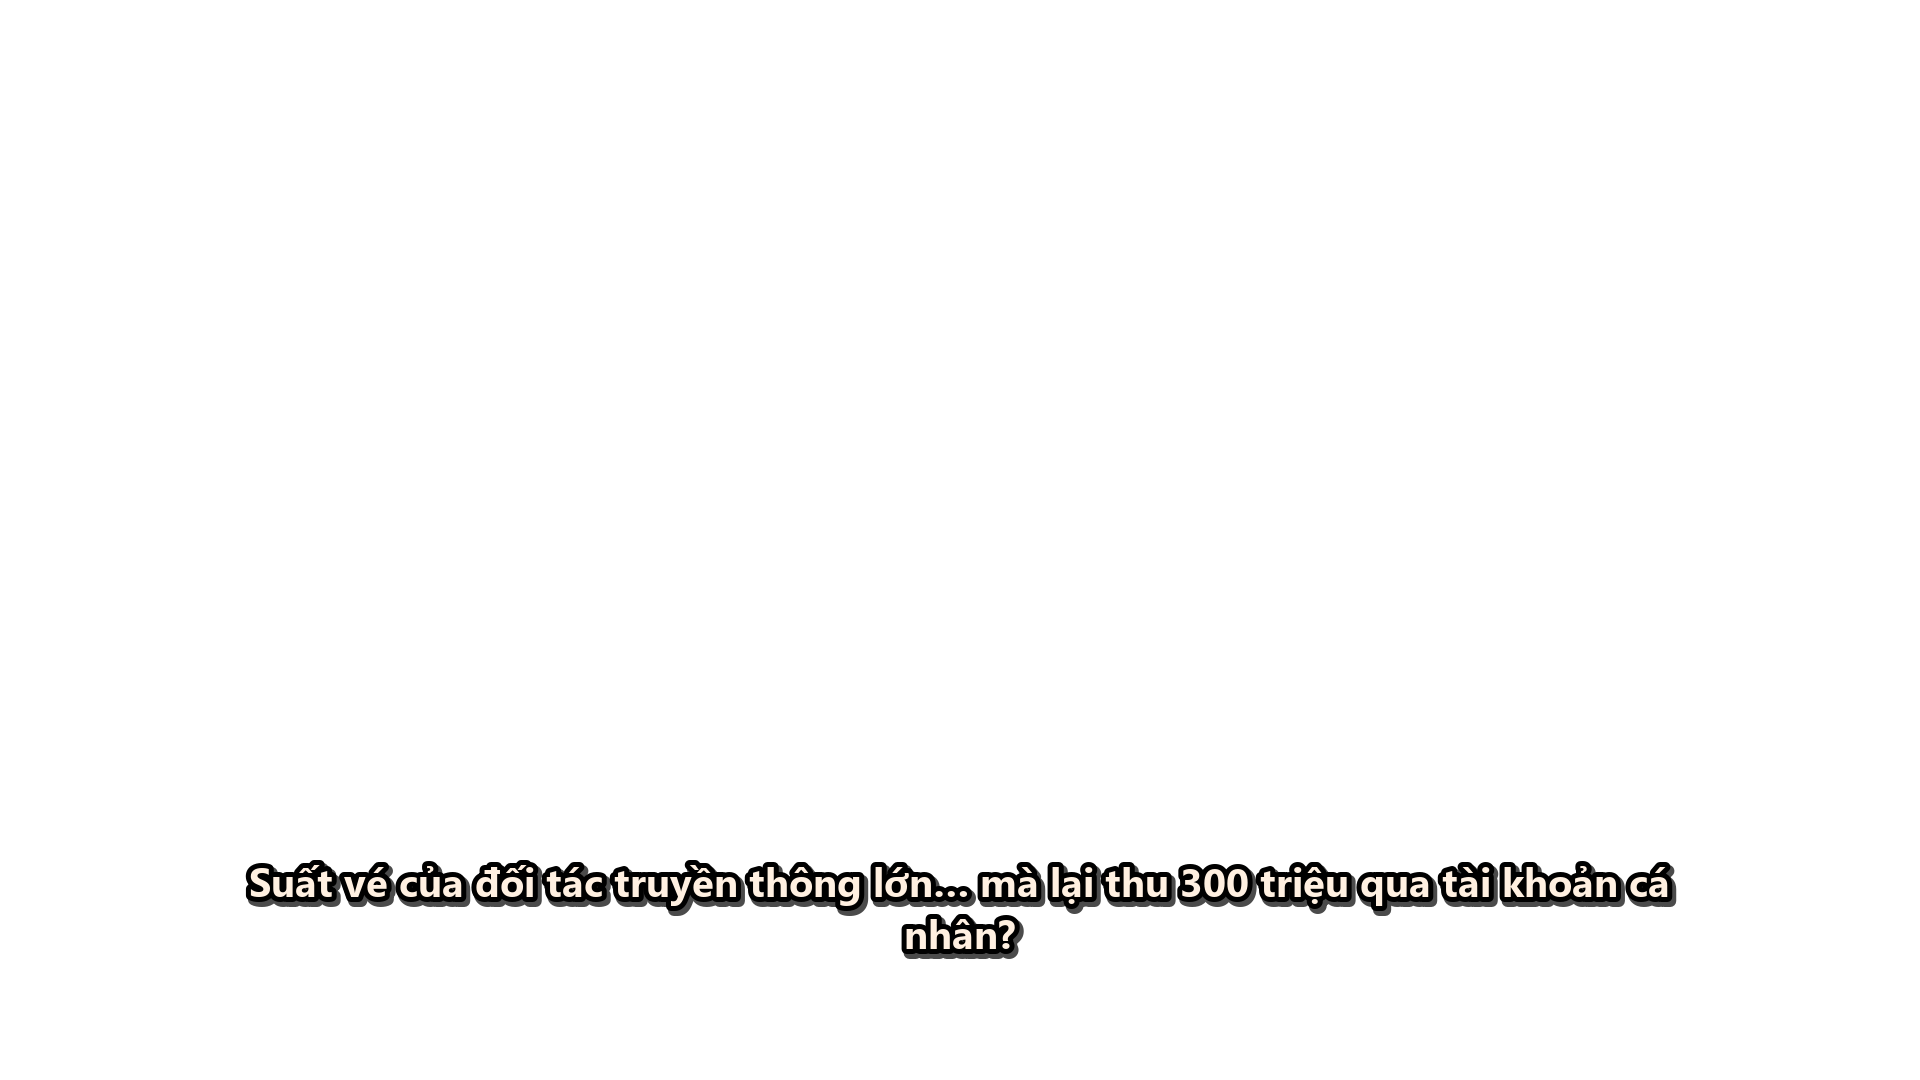 Suất vé của đối tác truyền thông lớn... mà lại thu 300 triệu qua tài khoản cá
nhân?